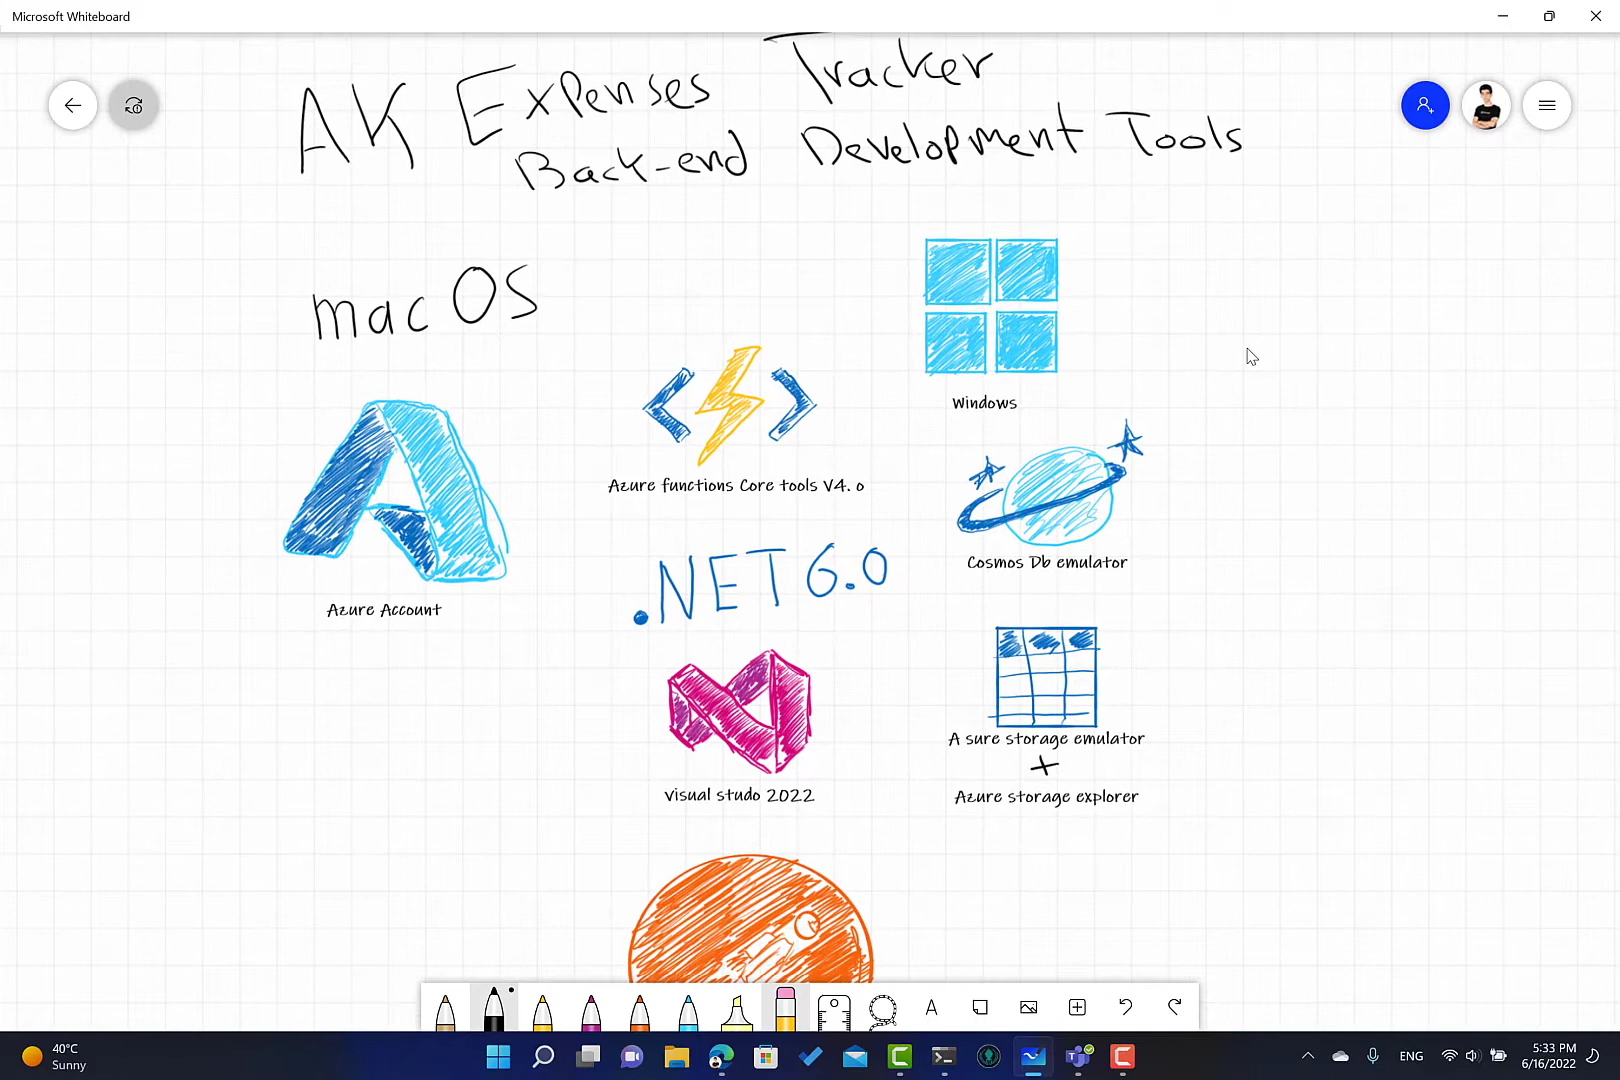 Microsoft Whiteboard
AK Expenses Tracker
Back-end Development Tools
mac OS
Windows
Azure functions Core tools V4. 0
Cosmos Db emulator
Azure Account
.NET 6.0
A sure storage emulator
+
Azure storage explorer
Visual studo 2022
A
40°C
Sunny
ENG
5:33 PM
6/16/2022